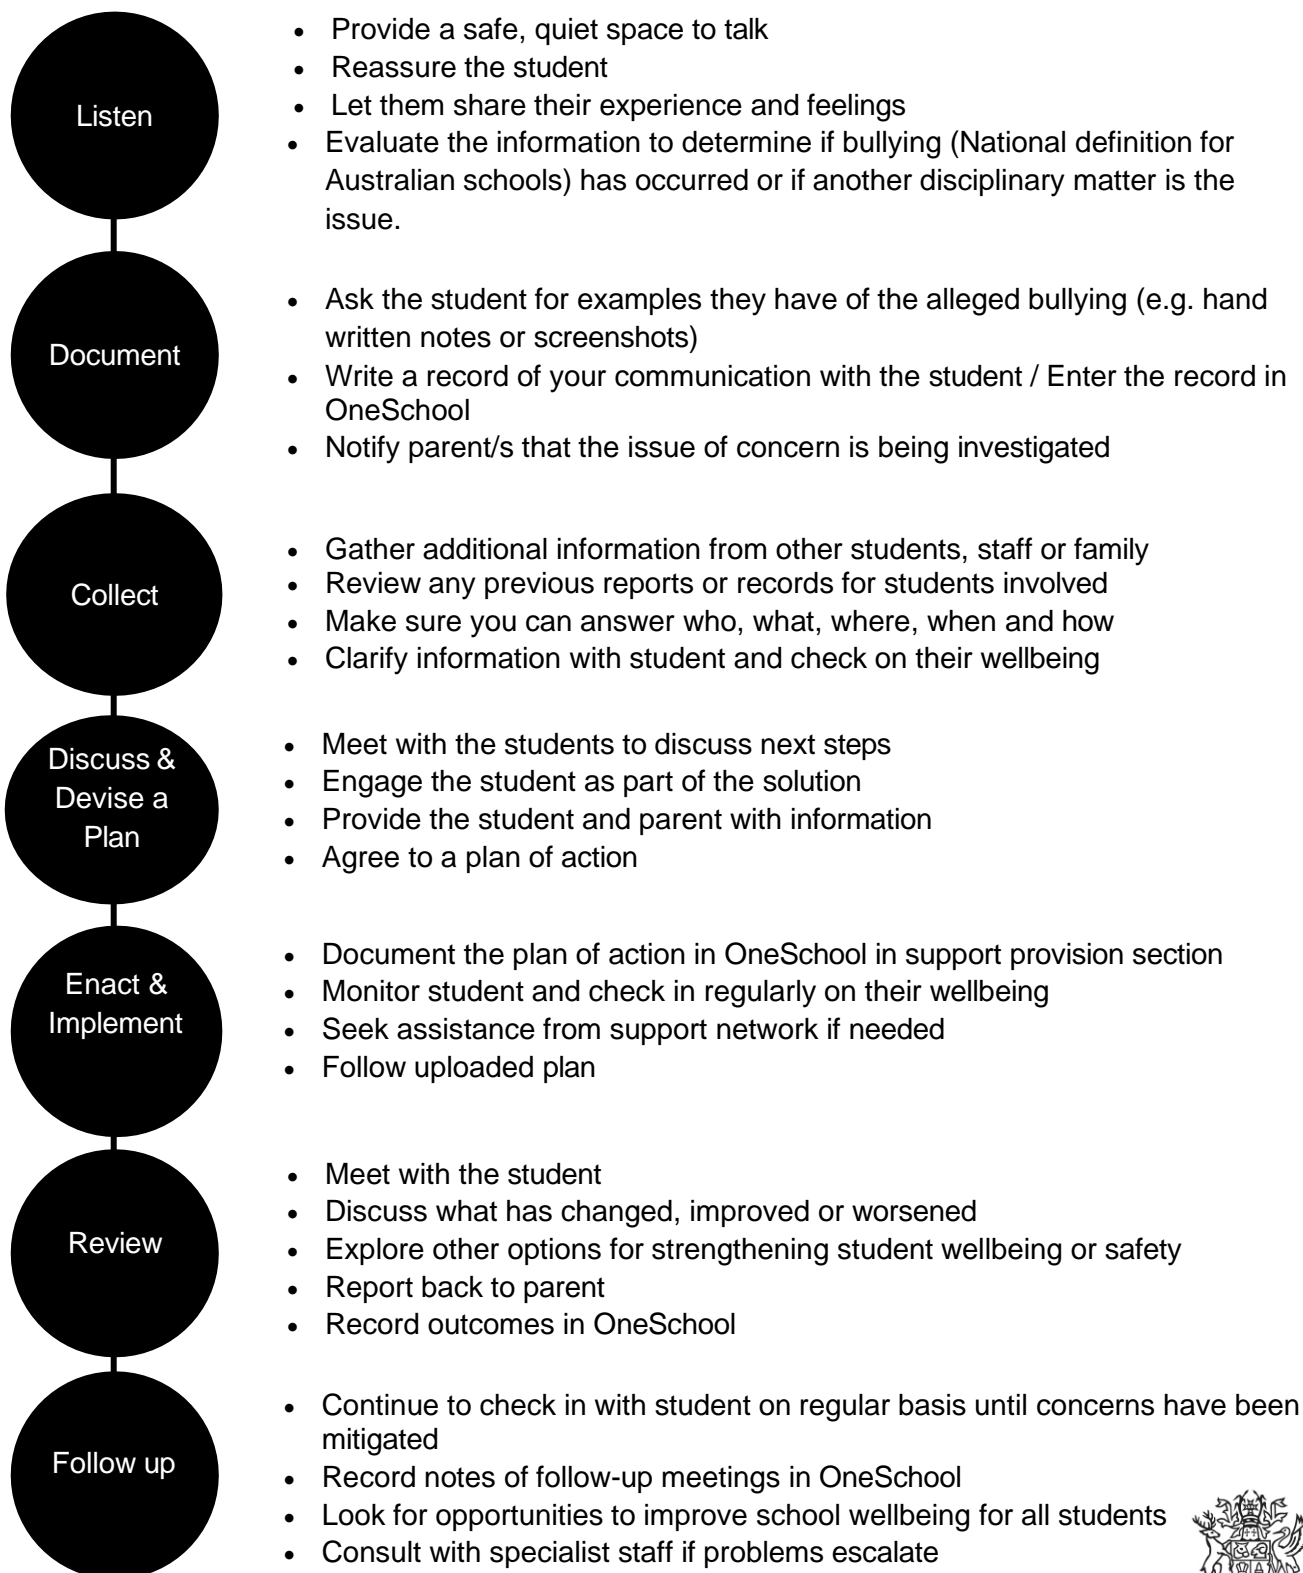 Listen
• Provide a safe, quiet space to talk
• Reassure the student
• Let them share their experience and feelings
• Evaluate the information to determine if bullying (National definition for
Australian schools) has occurred or if another disciplinary matter is the
issue.
Document
• Ask the student for examples they have of the alleged bullying (e.g. hand
written notes or screenshots)
• Write a record of your communication with the student / Enter the record in
OneSchool
• Notify parent/s that the issue of concern is being investigated
Collect
• Gather additional information from other students, staff or family
• Review any previous reports or records for students involved
• Make sure you can answer who, what, where, when and how
• Clarify information with student and check on their wellbeing
Discuss &
Devise a
Plan
• Meet with the students to discuss next steps
• Engage the student as part of the solution
• Provide the student and parent with information
• Agree to a plan of action
Enact &
Implement
• Document the plan of action in OneSchool in support provision section
• Monitor student and check in regularly on their wellbeing
• Seek assistance from support network if needed
• Follow uploaded plan
Review
• Meet with the student
• Discuss what has changed, improved or worsened
• Explore other options for strengthening student wellbeing or safety
• Report back to parent
• Record outcomes in OneSchool
Follow up
• Continue to check in with student on regular basis until concerns have been
mitigated
• Record notes of follow-up meetings in OneSchool
• Look for opportunities to improve school wellbeing for all students
• Consult with specialist staff if problems escalate